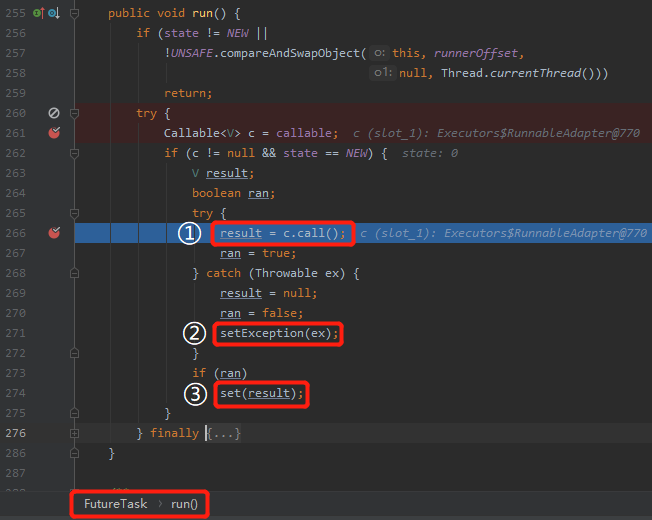 255 public void run() {
256 if (state != NEW ||
257 !UNSAFE.compareAndSwapObject( o: this, runnerOffset,
258 o1: null, Thread.currentThread()))
259 return;
260 try {
261 Callable<V> c = callable; c (slot_1): Executors$RunnableAdapter@770
262 if (c != null && state == NEW) { state: 0
263 V result;
264 boolean ran;
265 try {
266 ① result = c.call(); c (slot_1): Executors$RunnableAdapter@770
267 ran = true;
268 } catch (Throwable ex) {
269 result = null;
270 ran = false;
271 ② setException(ex);
272 }
273 if (ran)
274 ③ set(result);
275 }
276 } finally {...}
286 }
287
FutureTask › run()